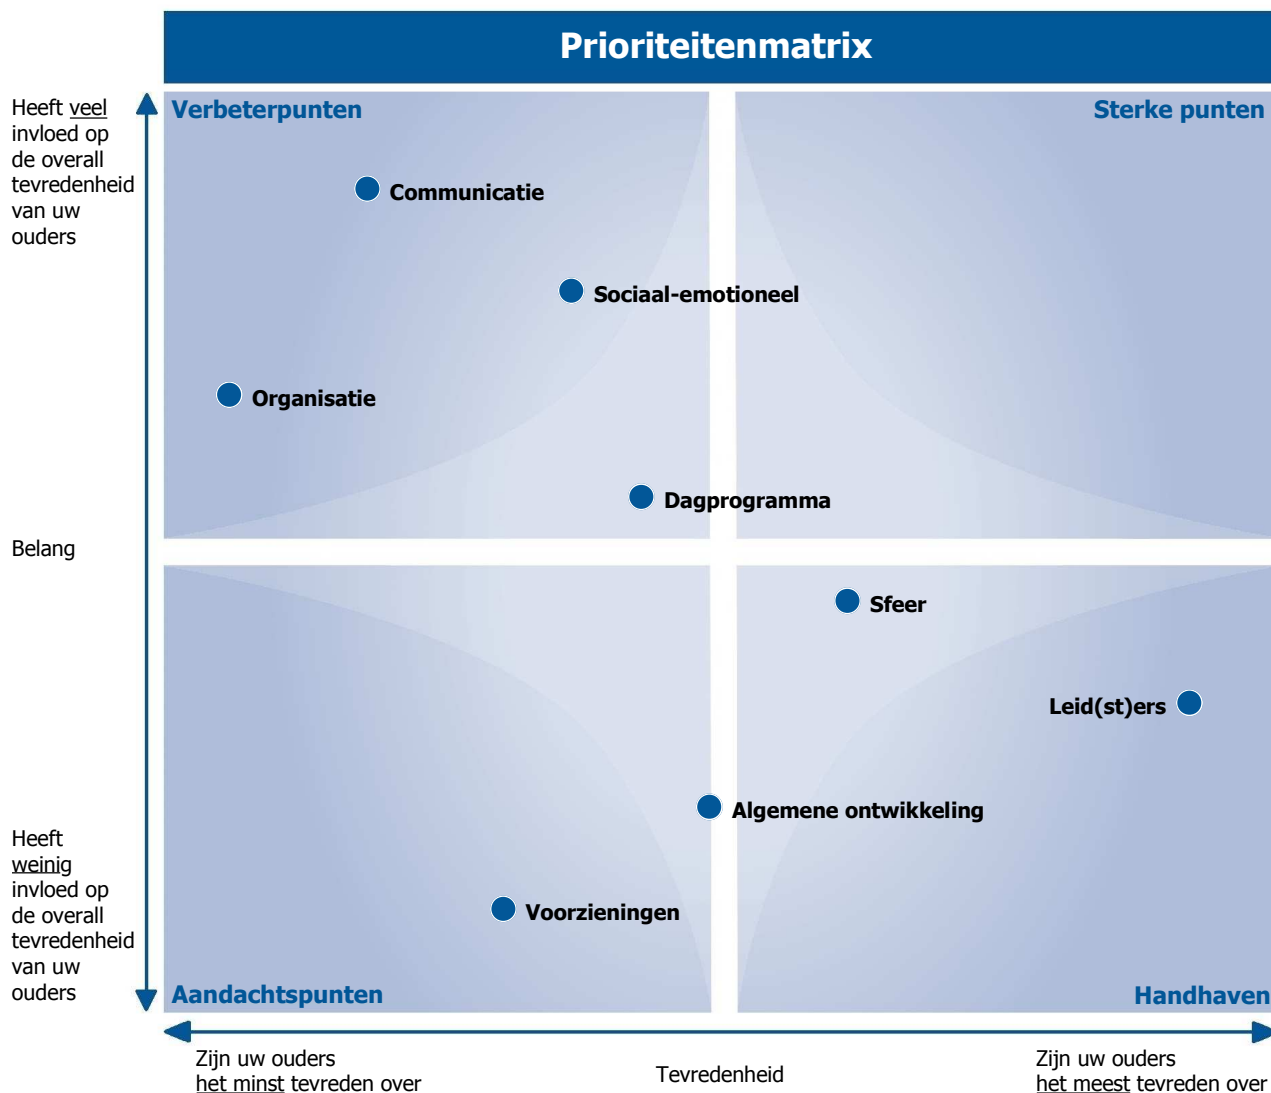 Prioriteitenmatrix
Heeft veel
invloed op
de overall
tevredenheid
van uw
ouders
Verbeterpunten
Sterke punten
Communicatie
Sociaal-emotioneel
Organisatie
Dagprogramma
Belang
Sfeer
Leid(st)ers
Algemene ontwikkeling
Heeft
weinig
invloed op
de overall
tevredenheid
van uw
ouders
Voorzieningen
Aandachtspunten
Handhaven
Zijn uw ouders
het minst tevreden over
Tevredenheid
Zijn uw ouders
het meest tevreden over